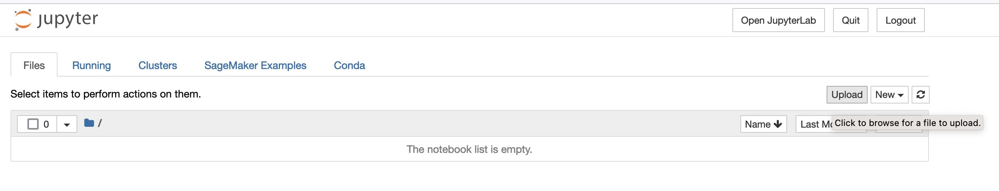 jupyter
Open JupyterLab Quit Logout
Files Running Clusters SageMaker Examples Conda
Select items to perform actions on them.
Upload New
0 / Name Last Mo
Click to browse for a file to upload.
The notebook list is empty.